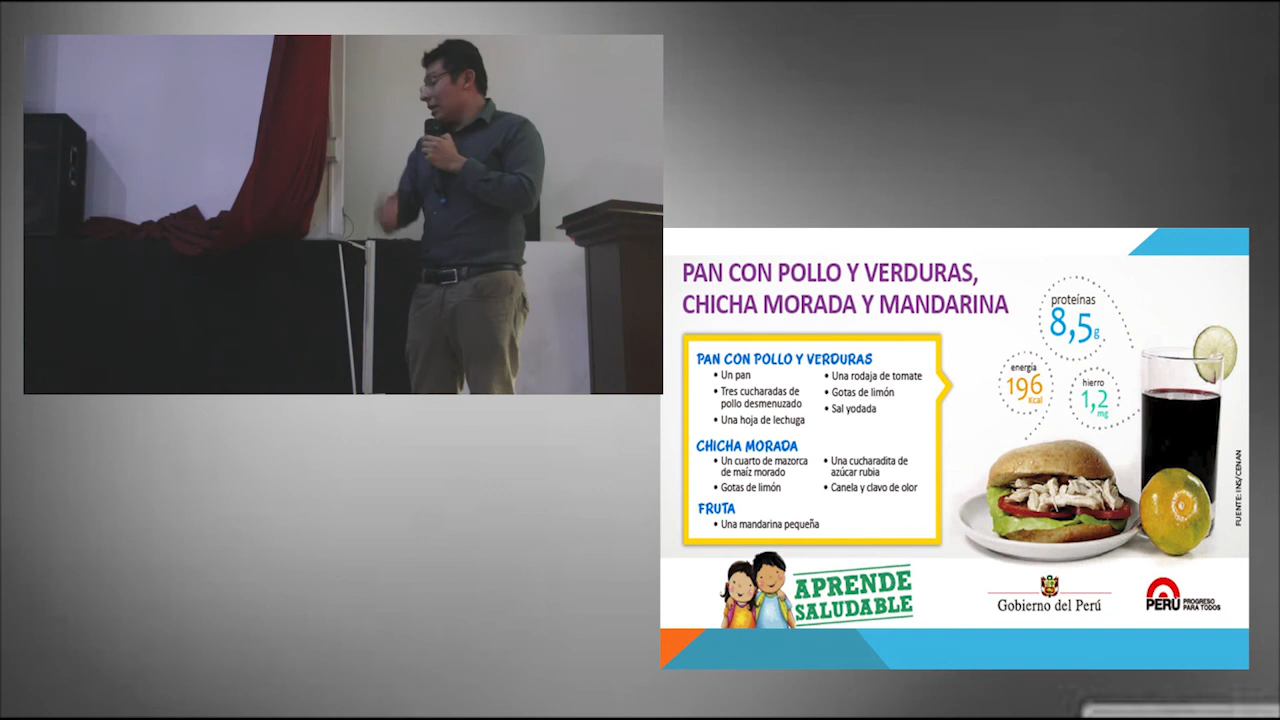 PAN CON POLLO Y VERDURAS,
CHICHA MORADA Y MANDARINA
proteínas
8,5g
energía
196
Kcal
hierro
1,2
mg
PAN CON POLLO Y VERDURAS
• Un pan
• Tres cucharadas de
pollo desmenuzado
• Una hoja de lechuga
• Una rodaja de tomate
• Gotas de limón
• Sal yodada
CHICHA MORADA
• Un cuarto de mazorca
de maíz morado
• Gotas de limón
• Una cucharadita de
azúcar rubia
• Canela y clavo de olor
FRUTA
• Una mandarina pequeña
FUENTE: INS/CENAN
APRENDE
SALUDABLE
Gobierno del Perú
PERÚ PROGRESO
PARA TODOS